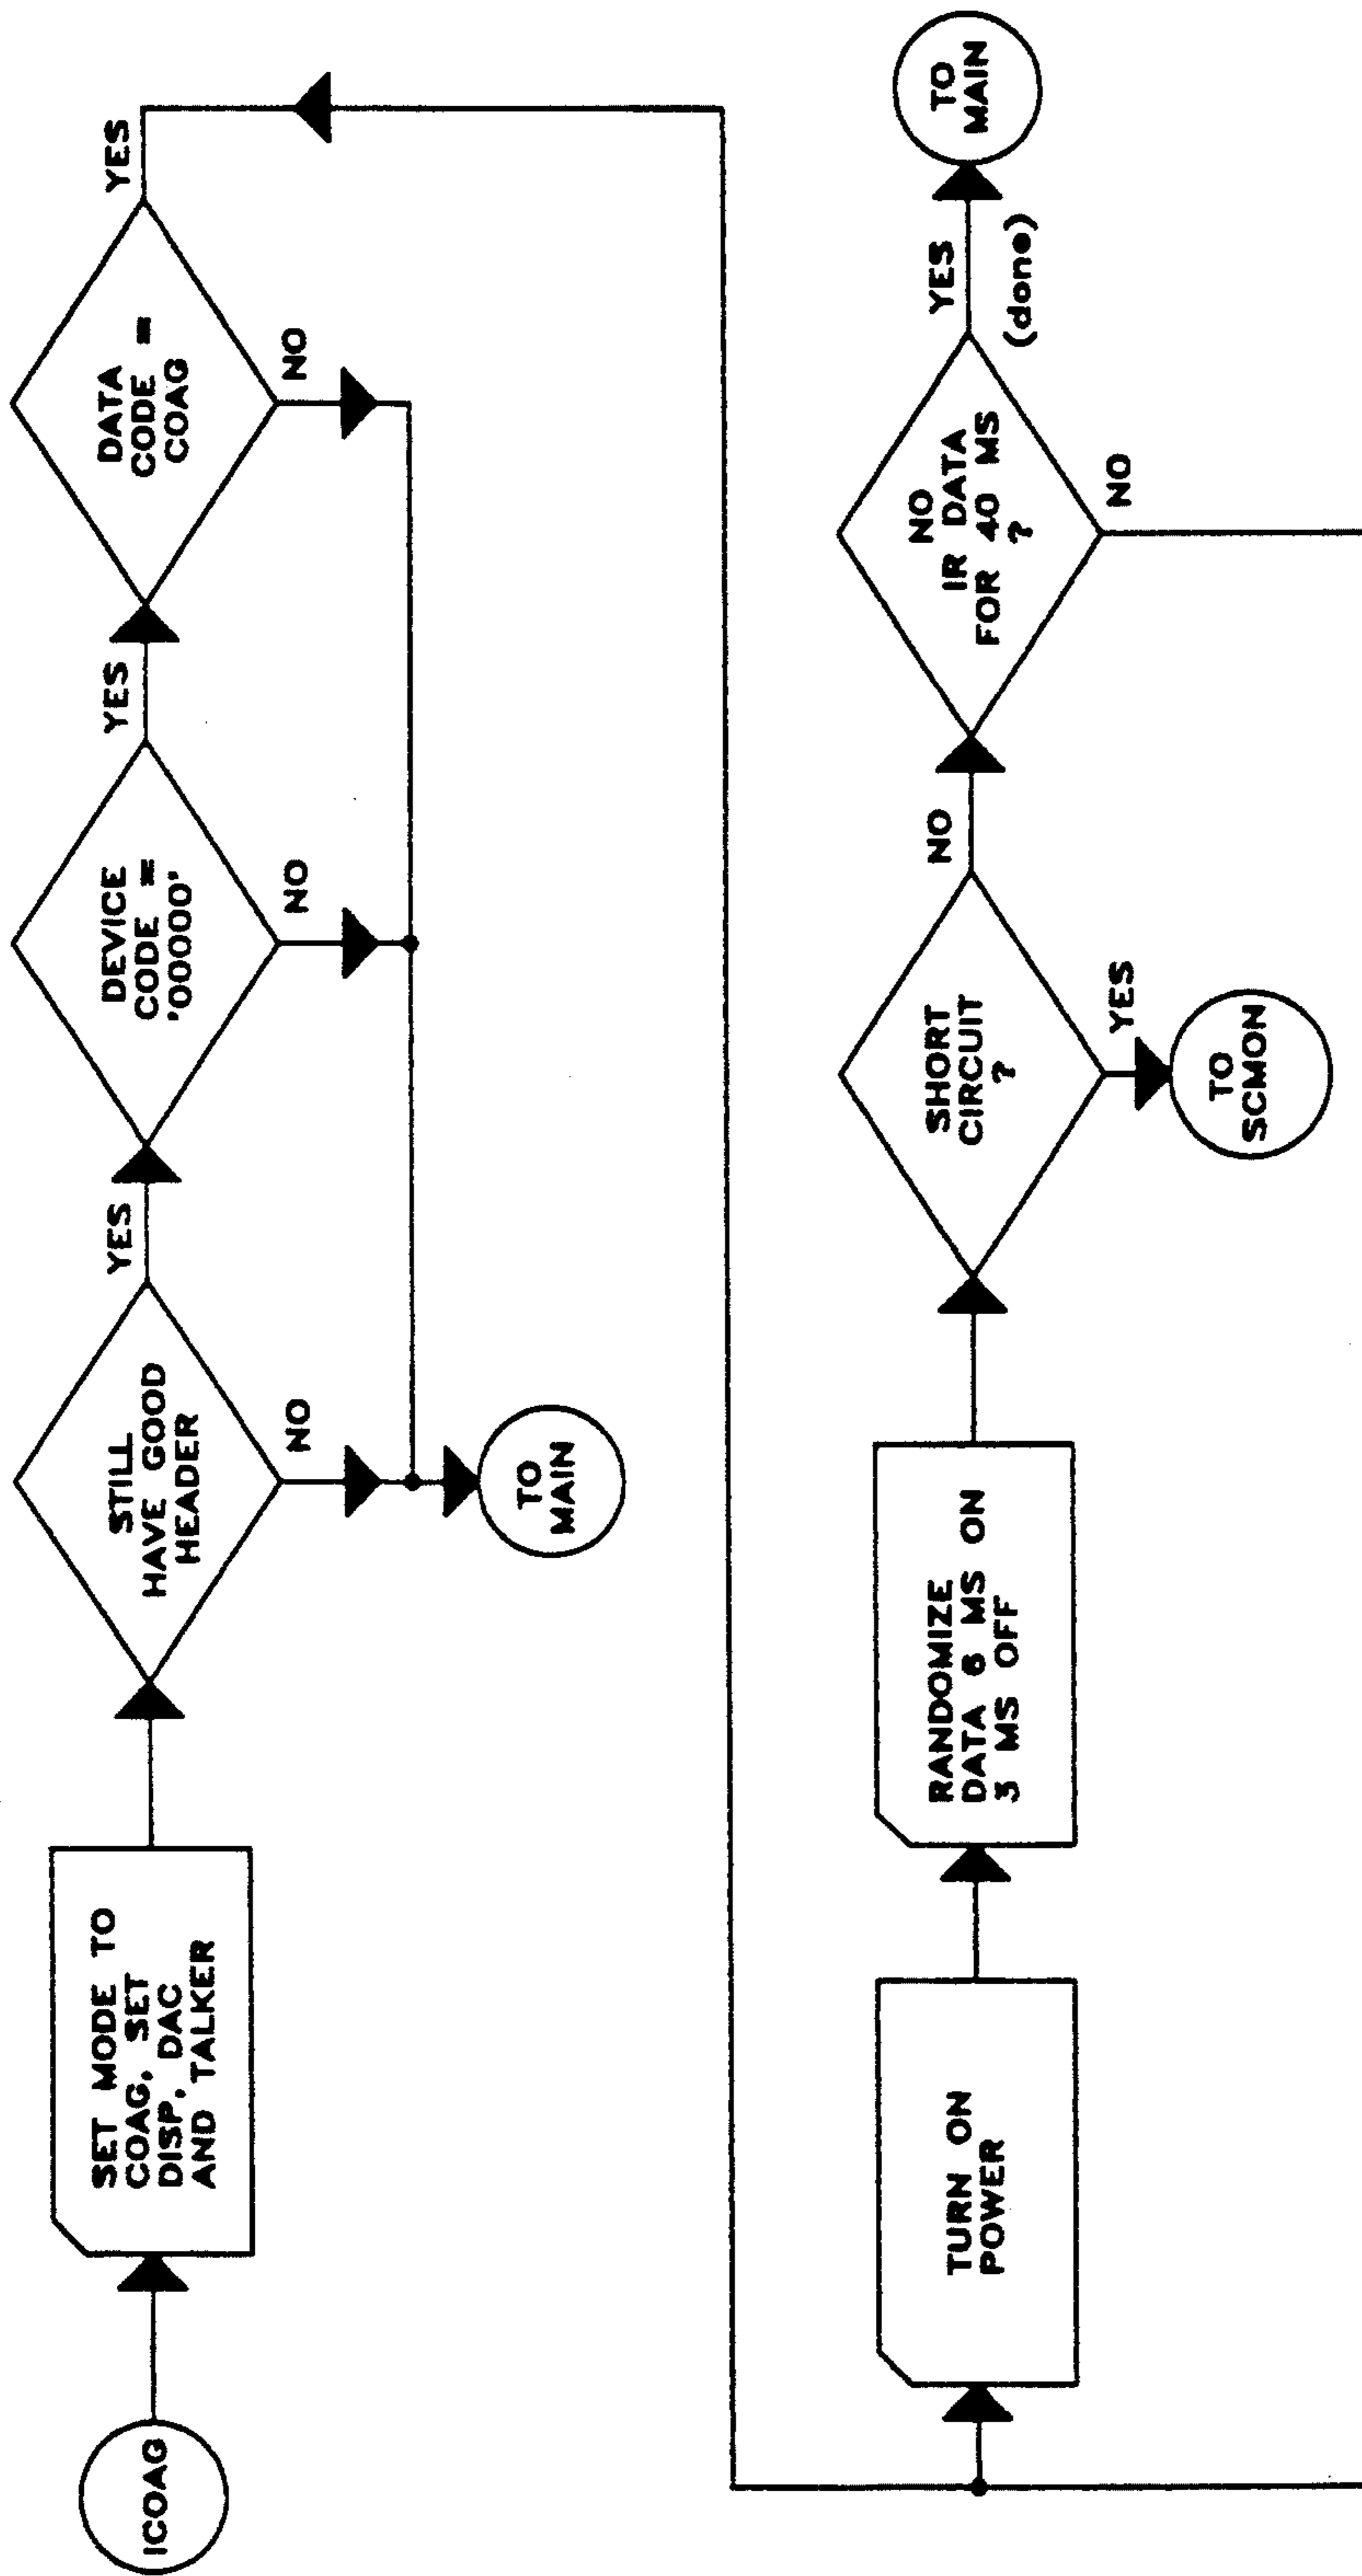 ICOAG
SET MODE TO
COAG, SET
DISP, DAC
AND TALKER
STILL
HAVE GOOD
HEADER
YES
NO
DEVICE
CODE =
'00000'
YES
NO
DATA
CODE =
COAG
YES
NO
TO
MAIN
TURN ON
POWER
RANDOMIZE
DATA 6 MS ON
3 MS OFF
SHORT
CIRCUIT
?
NO
YES
TO
SCMON
NO
IR DATA
FOR 40 MS
?
YES
(done)
NO
TO
MAIN